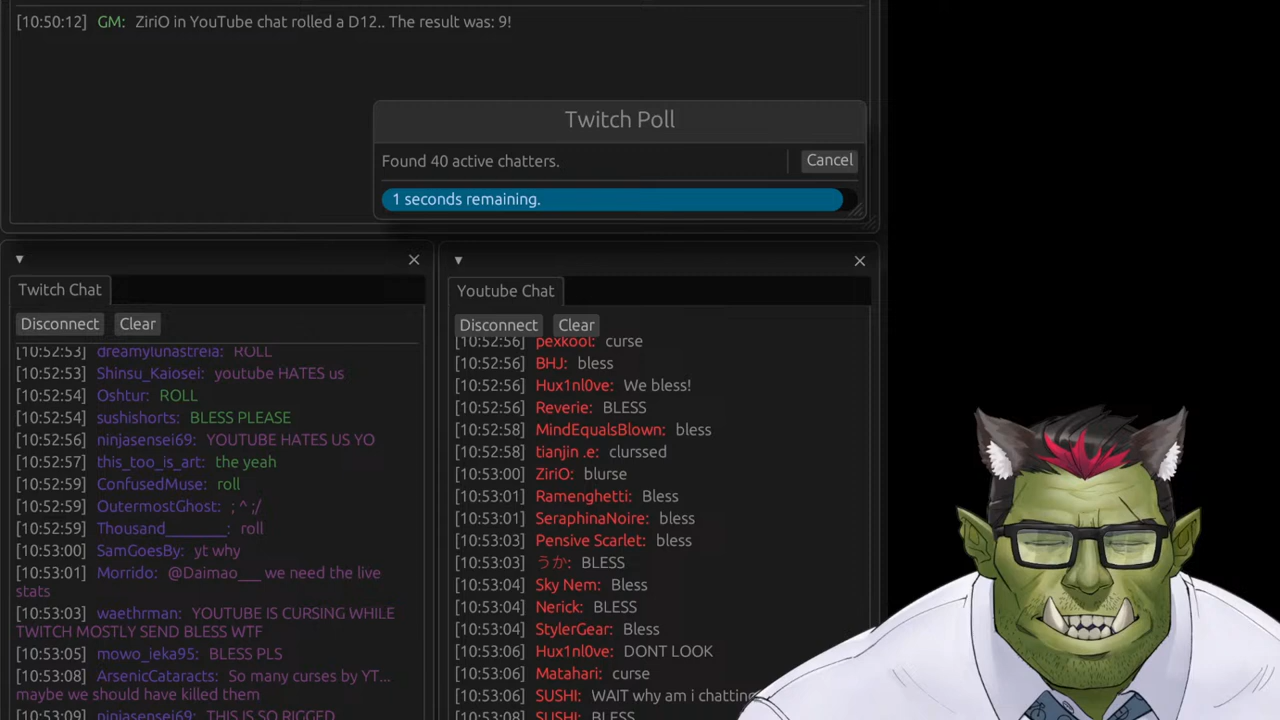 [10:50:12] GM: ZiriO in YouTube chat rolled a D12.. The result was: 9!
Twitch Poll
Found 40 active chatters.
Cancel
1 seconds remaining.
Twitch Chat
Disconnect Clear
[10:52:53] dreamylunastreia: ROLL
[10:52:53] Shinsu_Kaiosei: youtube HATES us
[10:52:54] Oshtur: ROLL
[10:52:54] sushishorts: BLESS PLEASE
[10:52:56] ninjasensei69: YOUTUBE HATES US YO
[10:52:57] this_too_is_art: the yeah
[10:52:59] ConfusedMuse: roll
[10:52:59] OutermostGhost: ; ^ ;/
[10:52:59] Thousand________: roll
[10:53:00] SamGoesBy: yt why
[10:53:01] Morrido: @Daimao___ we need the live
stats
[10:53:03] waethrman: YOUTUBE IS CURSING WHILE
TWITCH MOSTLY SEND BLESS WTF
[10:53:05] mowo_ieka95: BLESS PLS
[10:53:08] ArsenicCataracts: So many curses by YT...
maybe we should have killed them
[10:53:09] ninjasensei69: THIS IS SO RIGGED
Youtube Chat
Disconnect Clear
[10:52:56] pexkool: curse
[10:52:56] BHJ: bless
[10:52:56] Hux1nl0ve: We bless!
[10:52:56] Reverie: BLESS
[10:52:58] MindEqualsBlown: bless
[10:52:58] tianjin .e: clurssed
[10:53:00] ZiriO: blurse
[10:53:01] Ramenghetti: Bless
[10:53:01] SeraphinaNoire: bless
[10:53:03] Pensive Scarlet: bless
[10:53:03] うか: BLESS
[10:53:04] Sky Nem: Bless
[10:53:04] Nerick: BLESS
[10:53:04] StylerGear: Bless
[10:53:06] Hux1nl0ve: DONT LOOK
[10:53:06] Matahari: curse
[10:53:06] SUSHI: WAIT why am i chatting
[10:53:08] SUSHI: BLESS